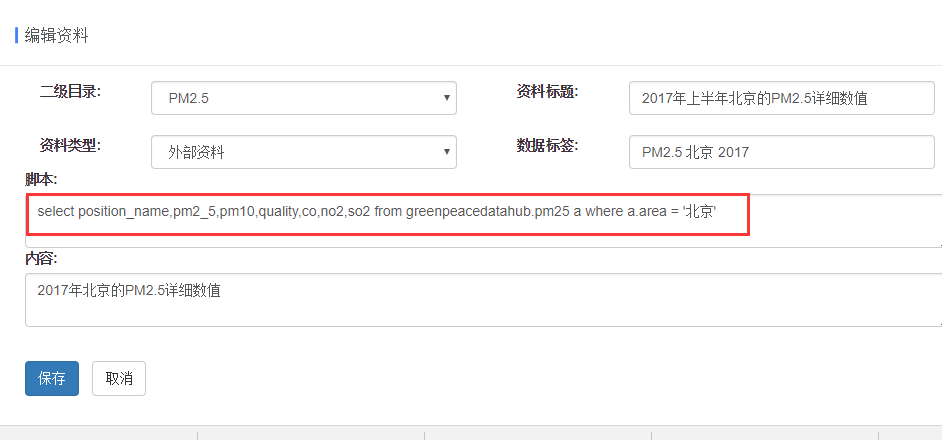 编辑资料
二级目录: PM2.5 资料标题: 2017年上半年北京的PM2.5详细数值
资料类型: 外部资料 数据标签: PM2.5 北京 2017
脚本:
select position_name,pm2_5,pm10,quality,co,no2,so2 from greenpeacedatahub.pm25 a where a.area = '北京'
内容:
2017年北京的PM2.5详细数值
保存 取消